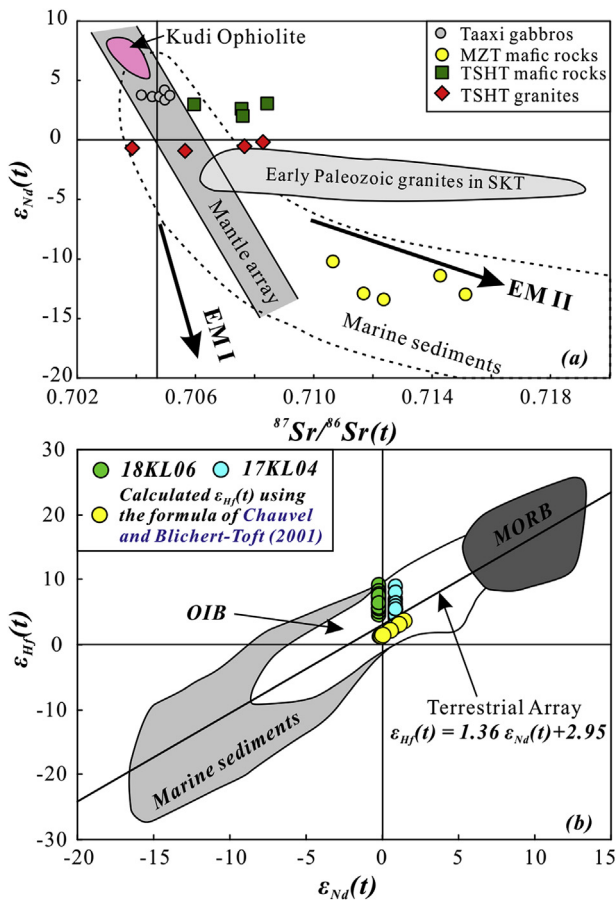 10
5
0
-5
-10
-15
-20
εNd(t)
Kudi Ophiolite
Taaxi gabbros
MZT mafic rocks
TSHT mafic rocks
TSHT granites
Early Paleozoic granites in SKT
Mantle array
EM I
EM II
Marine sediments
(a)
0.702 0.706 0.710 0.714 0.718
87Sr/86Sr(t)
30
20
10
0
-10
-20
-30
εHf(t)
18KL06 17KL04
Calculated εHf(t) using
the formula of Chauvel
and Blichert-Toft (2001)
MORB
OIB
Terrestrial Array
εHf(t) = 1.36 εNd(t)+2.95
Marine sediments
(b)
-20 -15 -10 -5 0 5 10 15
εNd(t)